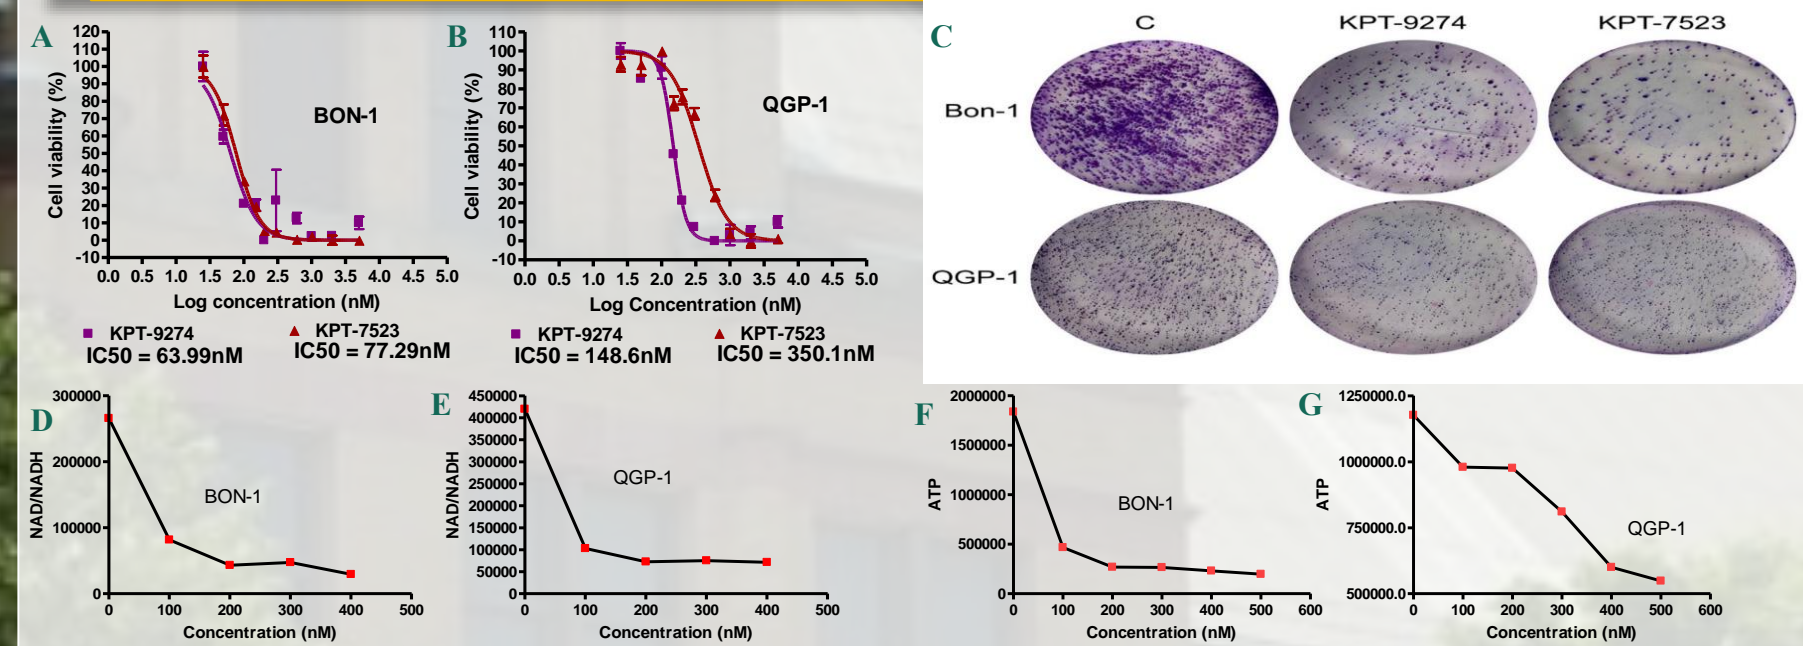 A
120
110
100
90
80
70
60
50
40
30
20
10
0
-10
Cell viability (%)
BON-1
0.0 0.5 1.0 1.5 2.0 2.5 3.0 3.5 4.0 4.5 5.0
Log concentration (nM)
KPT-9274
IC50 = 63.99nM
KPT-7523
IC50 = 77.29nM
B
110
100
90
80
70
60
50
40
30
20
10
0
-10
Cell viability (%)
QGP-1
0.0 0.5 1.0 1.5 2.0 2.5 3.0 3.5 4.0 4.5 5.0
Log Concentration (nM)
KPT-9274
IC50 = 148.6nM
KPT-7523
IC50 = 350.1nM
C
C KPT-9274 KPT-7523
Bon-1
QGP-1
D
300000
200000
100000
0
NAD/NADH
BON-1
0 100 200 300 400 500
Concentration (nM)
E
450000
400000
350000
300000
250000
200000
150000
100000
50000
0
NAD/NADH
QGP-1
0 100 200 300 400 500
Concentration (nM)
F
2000000
1500000
1000000
500000
0
ATP
BON-1
0 100 200 300 400 500 600
Concentration (nM)
G
1250000.0
1000000.0
750000.0
500000.0
ATP
QGP-1
0 100 200 300 400 500 600
Concentration (nM)